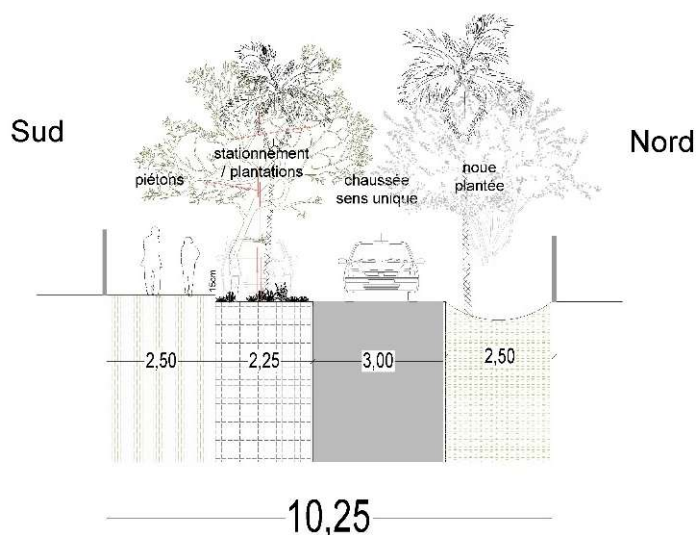 Sud
Nord
piétons
stationnement
/ plantations
chaussée
sens unique
noue
plantée
15cm
2,50
2,25
3,00
2,50
10,25